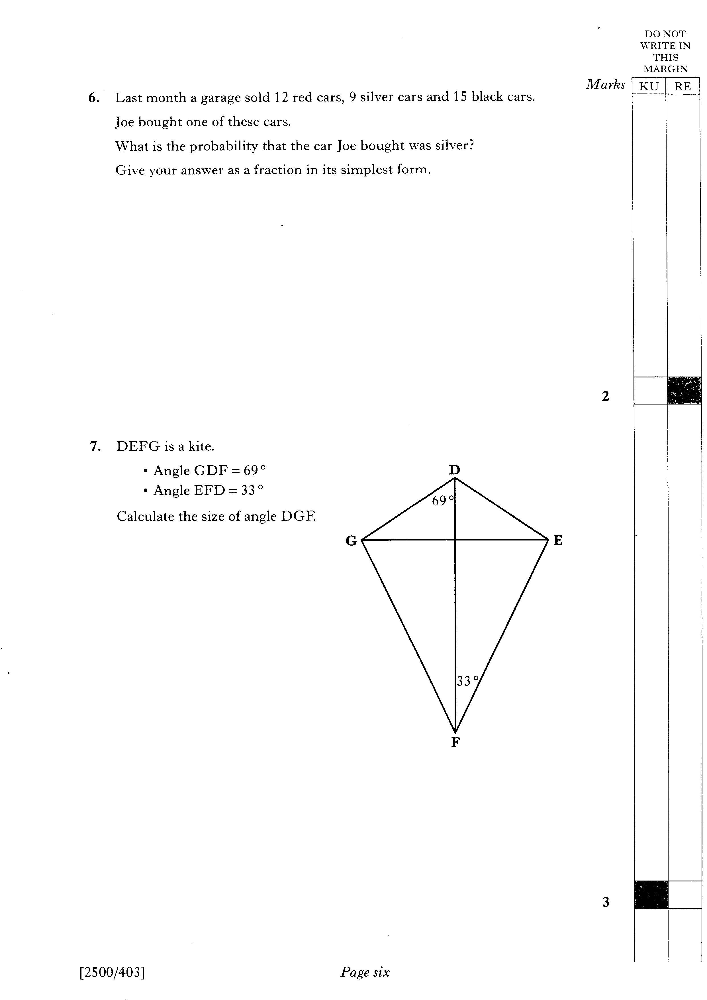 DO NOT
WRITE IN
THIS
MARGIN
Marks KU RE
6. Last month a garage sold 12 red cars, 9 silver cars and 15 black cars.
Joe bought one of these cars.
What is the probability that the car Joe bought was silver?
Give your answer as a fraction in its simplest form.
2
7. DEFG is a kite.
• Angle GDF = 69°
• Angle EFD = 33°
Calculate the size of angle DGF.
D
69°
G E
33°
F
3
[2500/403] Page six